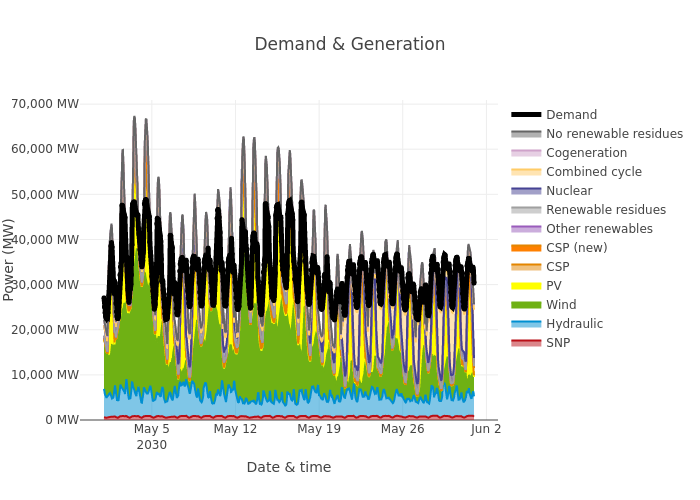 Demand & Generation
70,000 MW
60,000 MW
50,000 MW
40,000 MW
30,000 MW
20,000 MW
10,000 MW
0 MW
Power (MW)
May 5
2030
May 12
May 19
May 26
Jun 2
Date & time
Demand
No renewable residues
Cogeneration
Combined cycle
Nuclear
Renewable residues
Other renewables
CSP (new)
CSP
PV
Wind
Hydraulic
SNP